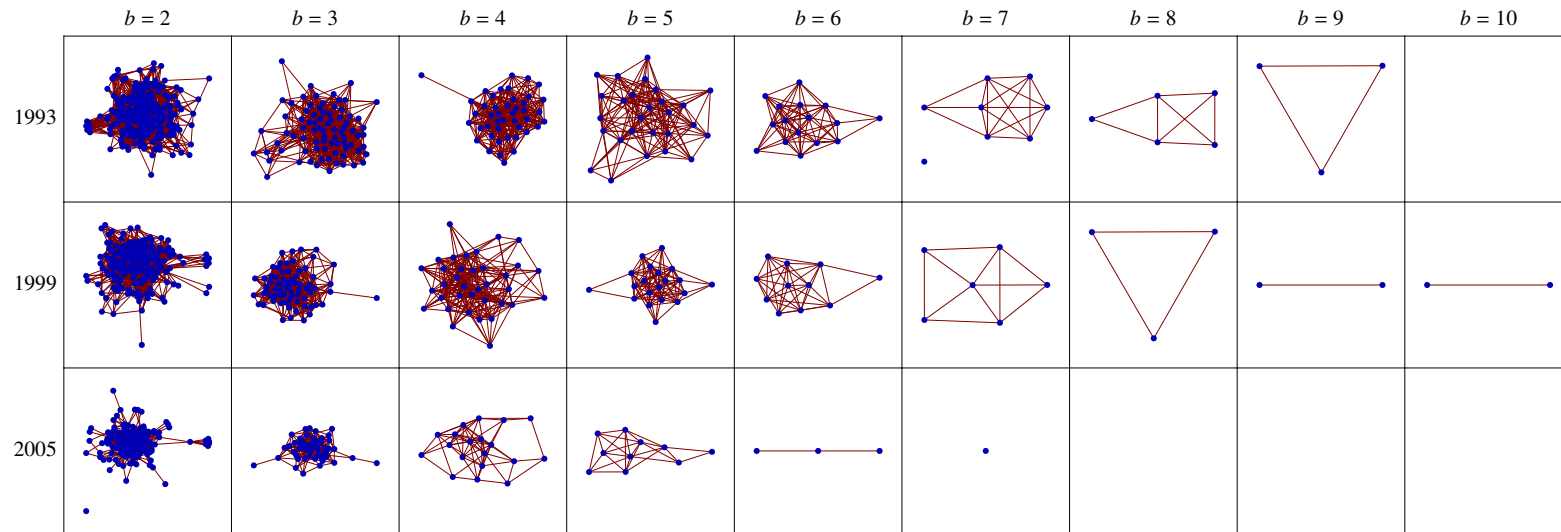 b = 2 b = 3 b = 4 b = 5 b = 6 b = 7 b = 8 b = 9 b = 10
1993
1999
2005